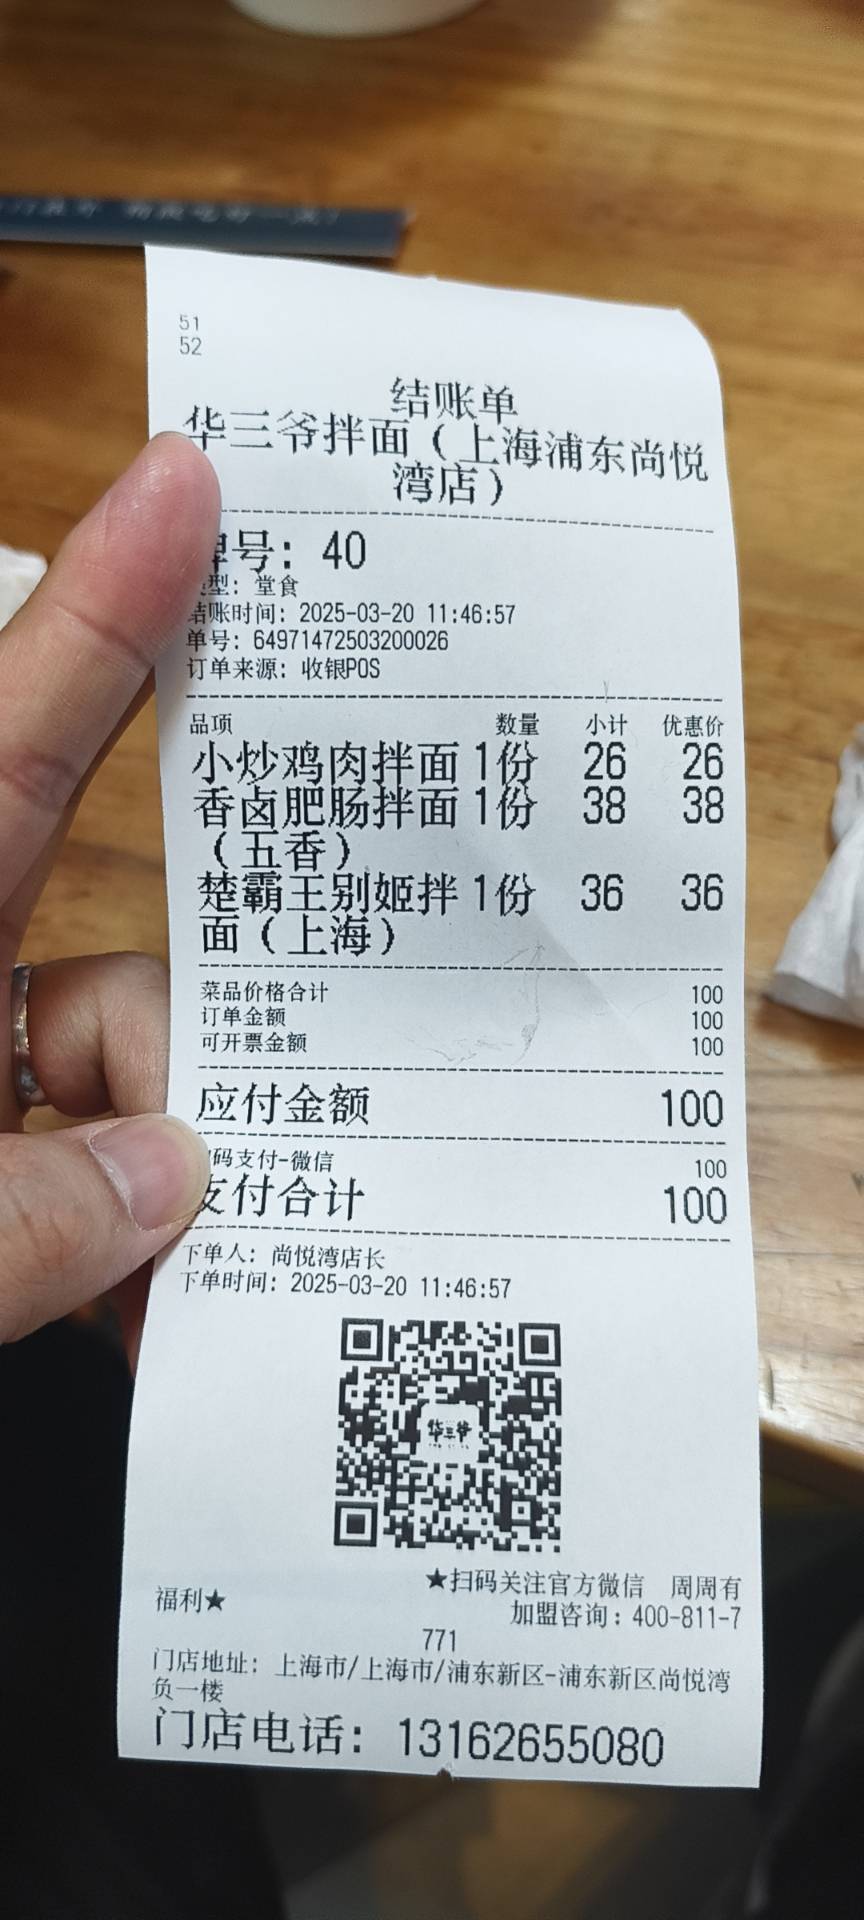 51
52
结账单
华三爷拌面（上海浦东尚悦
湾店）
牌号：40
类型：堂食
结账时间：2025-03-20 11:46:57
单号：64971472503200026
订单来源：收银POS
品项 数量 小计 优惠价
小炒鸡肉拌面 1份 26 26
香卤肥肠拌面 1份 38 38
（五香）
楚霸王别姬拌 1份 36 36
面（上海）
菜品价格合计 100
订单金额 100
可开票金额 100
应付金额 100
扫码支付-微信 100
支付合计 100
下单人：尚悦湾店长
下单时间：2025-03-20 11:46:57
华三爷
★扫码关注官方微信 周周有
福利★
加盟咨询：400-811-7
771
门店地址：上海市/上海市/浦东新区-浦东新区尚悦湾
负一楼
门店电话：13162655080